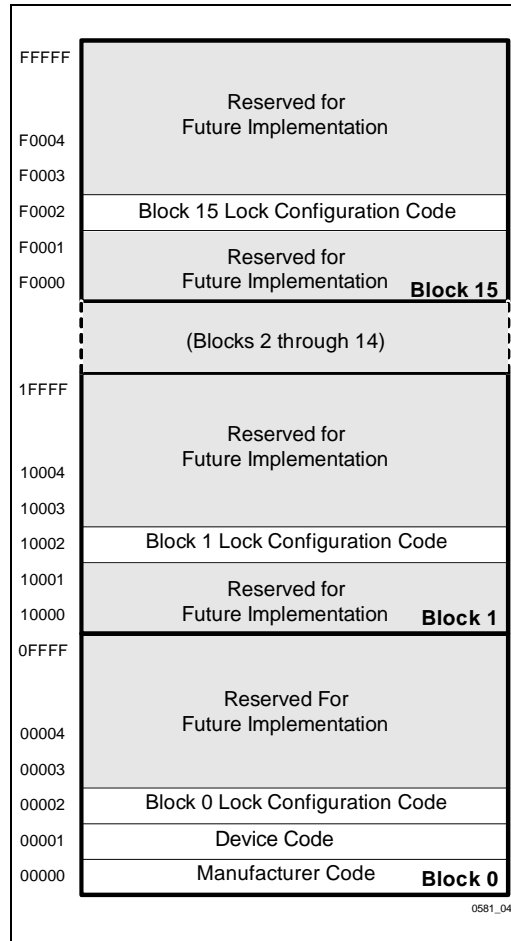 FFFFF
Reserved for
Future Implementation
F0004
F0003
F0002 Block 15 Lock Configuration Code
F0001
Reserved for
Future Implementation
F0000
Block 15
(Blocks 2 through 14)
1FFFF
Reserved for
Future Implementation
10004
10003
10002 Block 1 Lock Configuration Code
10001
Reserved for
Future Implementation
10000
Block 1
0FFFF
Reserved For
Future Implementation
00004
00003
00002 Block 0 Lock Configuration Code
00001 Device Code
00000 Manufacturer Code
Block 0
0581_04